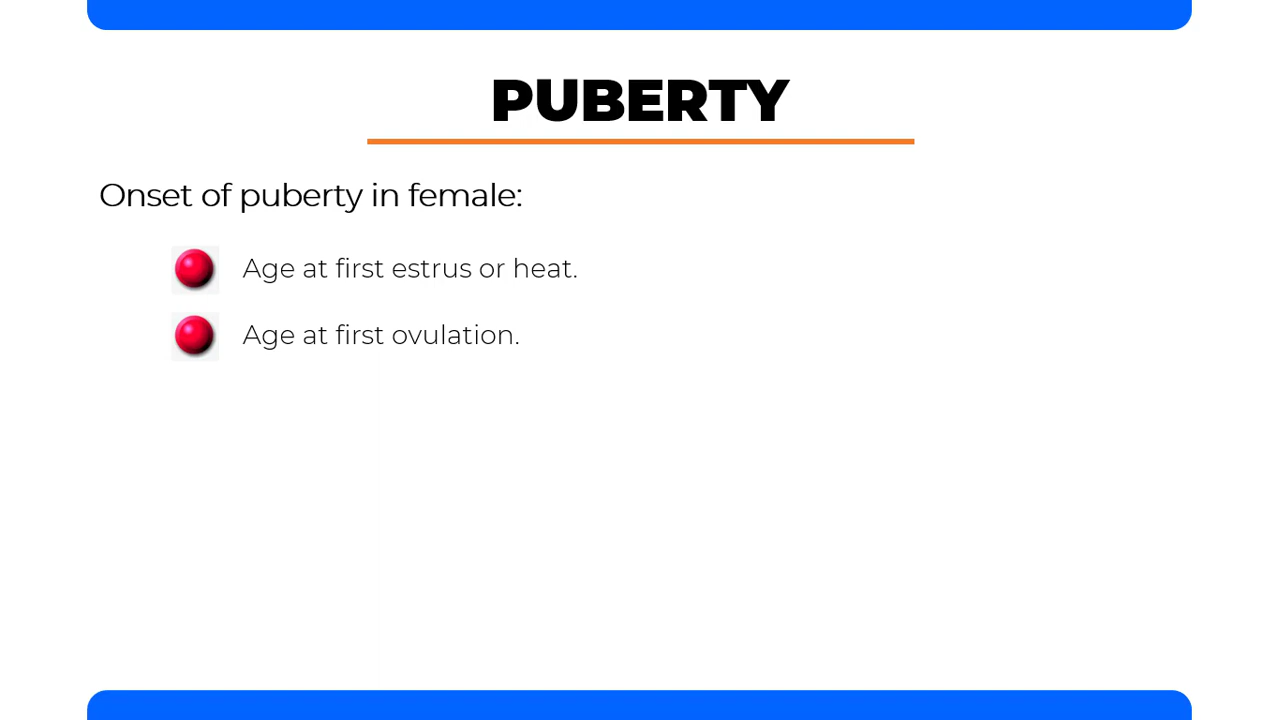 PUBERTY
Onset of puberty in female:
Age at first estrus or heat.
Age at first ovulation.